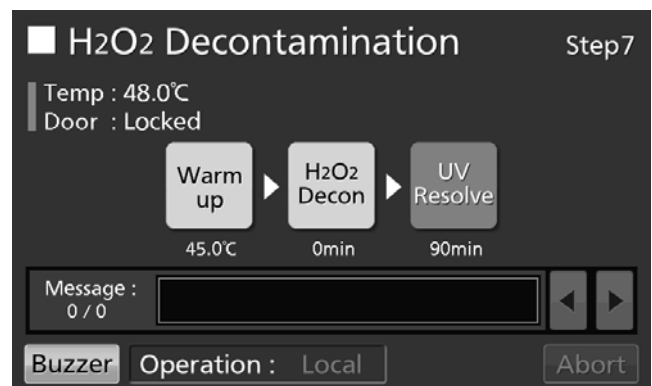 H2O2 Decontamination Step7
Temp : 48.0℃
Door : Locked
Warm up
H2O2 Decon
UV Resolve
45.0℃ 0min 90min
Message :
0 / 0
Buzzer Operation : Local Abort